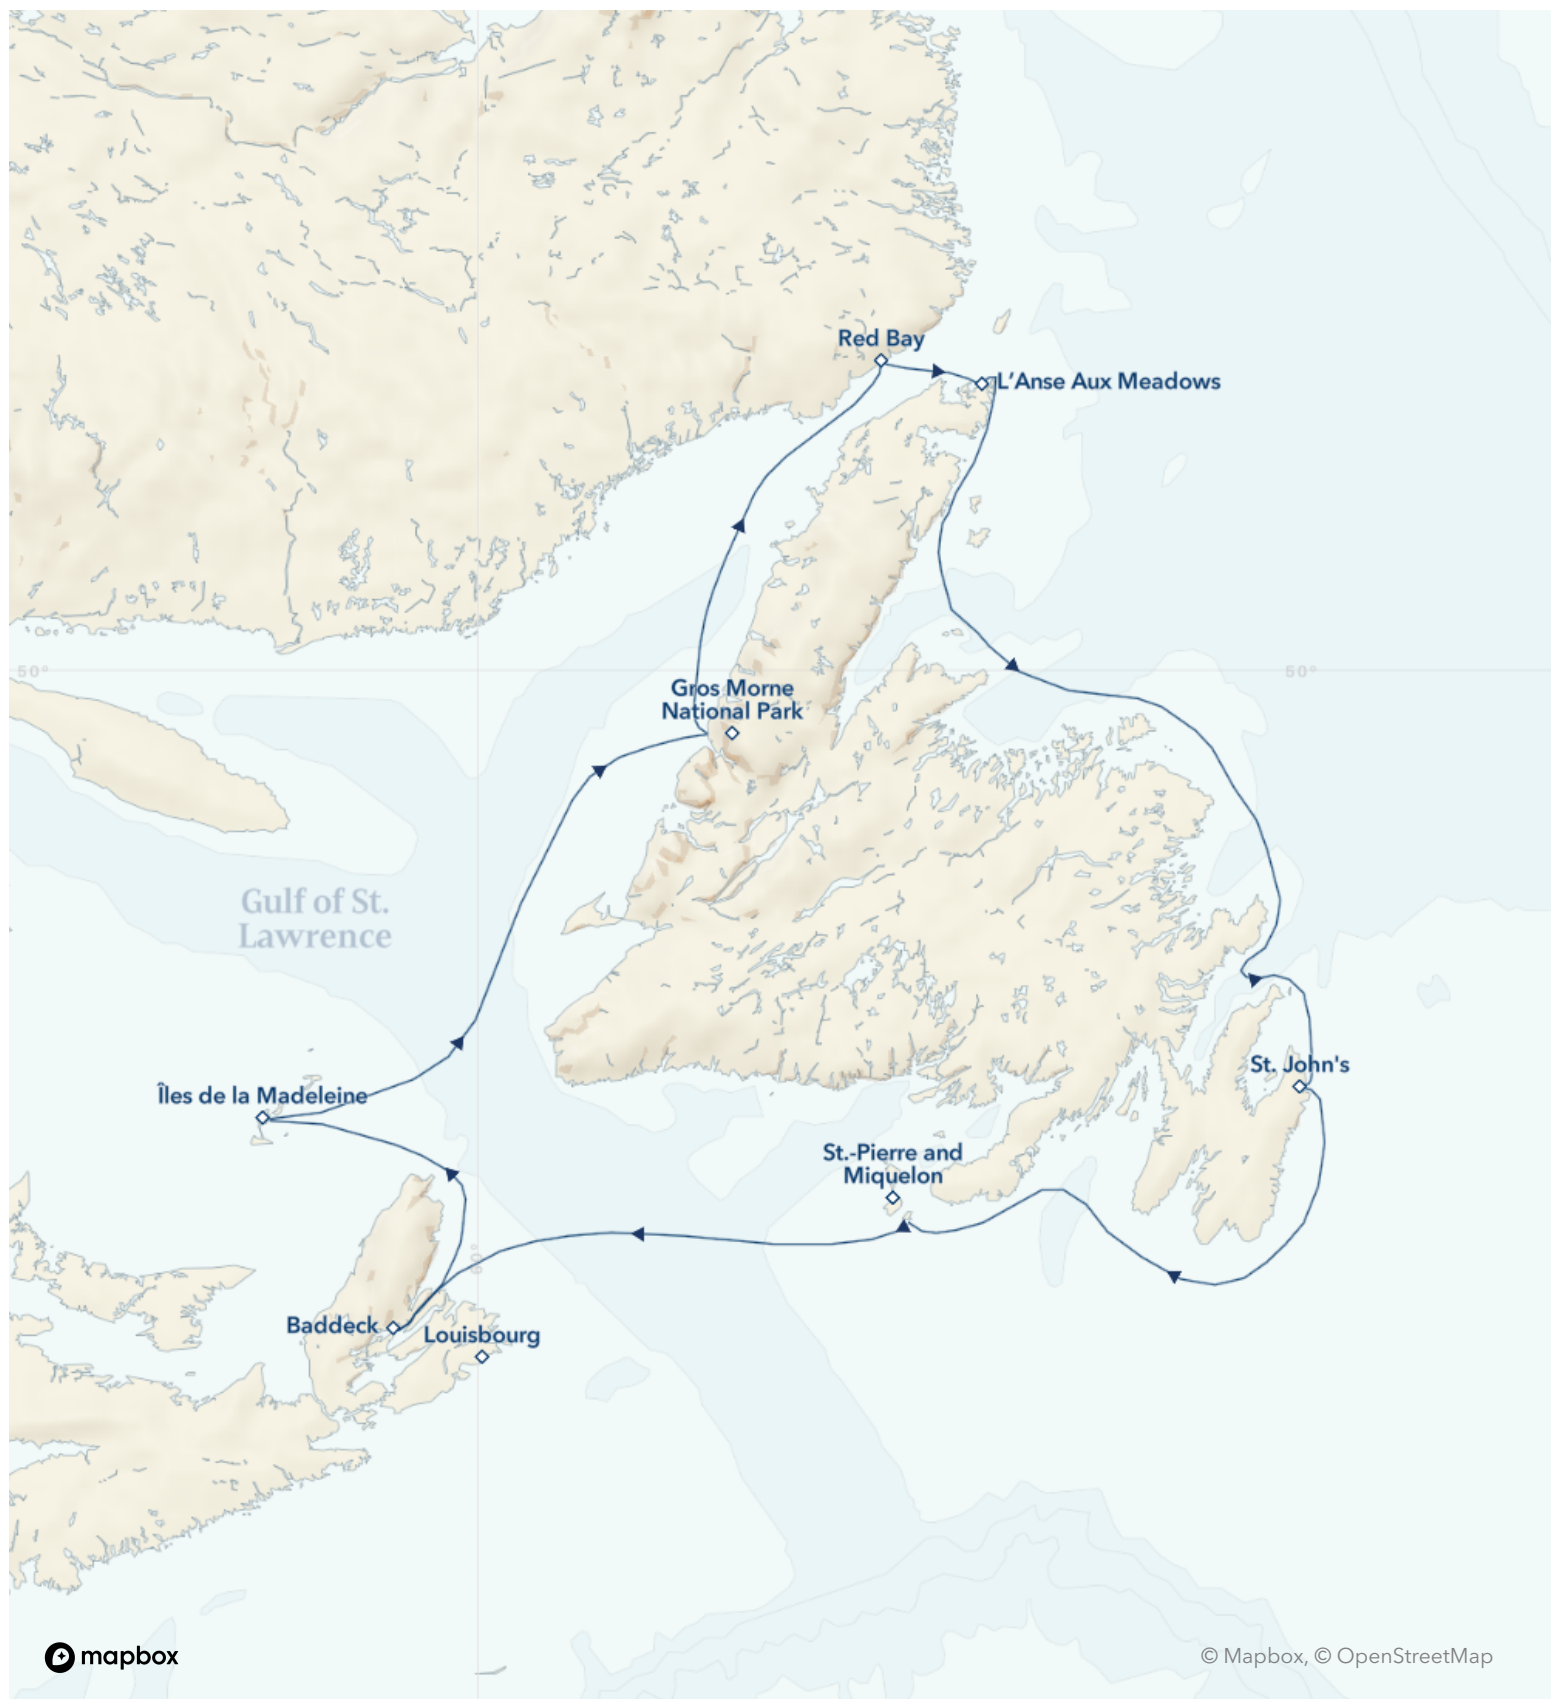 Red Bay
L’Anse Aux Meadows
50°
50°
Gros Morne
National Park
Gulf of St.
Lawrence
St. John's
Îles de la Madeleine
St.-Pierre and
Miquelon
Baddeck
Louisbourg
mapbox
© Mapbox, © OpenStreetMap